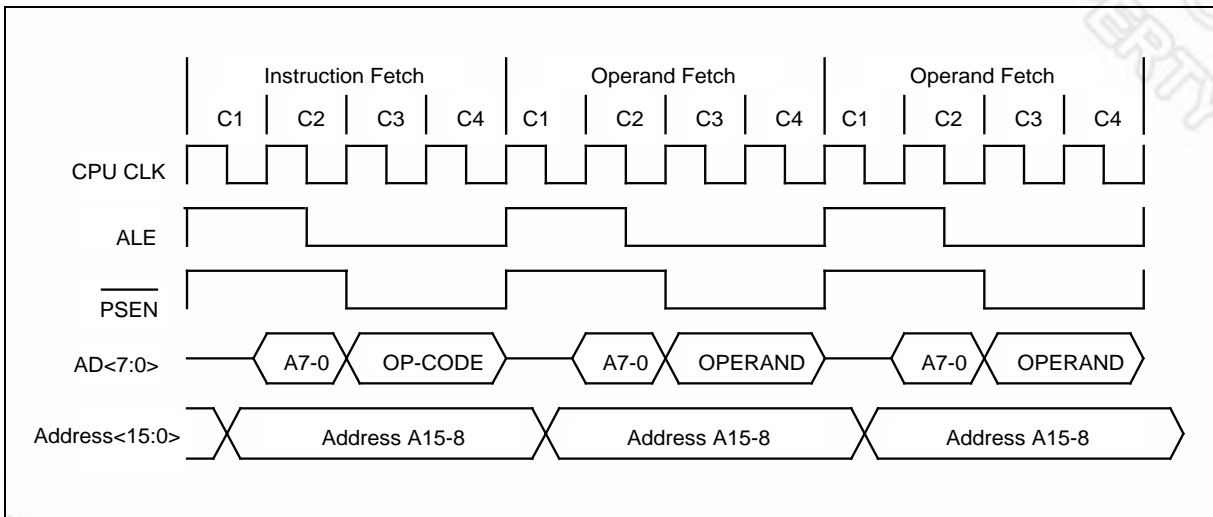 Instruction Fetch Operand Fetch Operand Fetch
C1 C2 C3 C4 C1 C2 C3 C4 C1 C2 C3 C4
CPU CLK
ALE
PSEN
AD<7:0> A7-0 OP-CODE A7-0 OPERAND A7-0 OPERAND
Address<15:0> Address A15-8 Address A15-8 Address A15-8